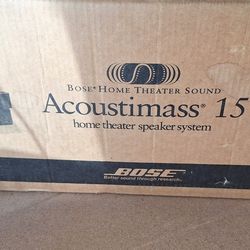 BOSE® HOME THEATER SOUND
Acoustimass® 15
home theater speaker system
BOSE
Better sound through research®